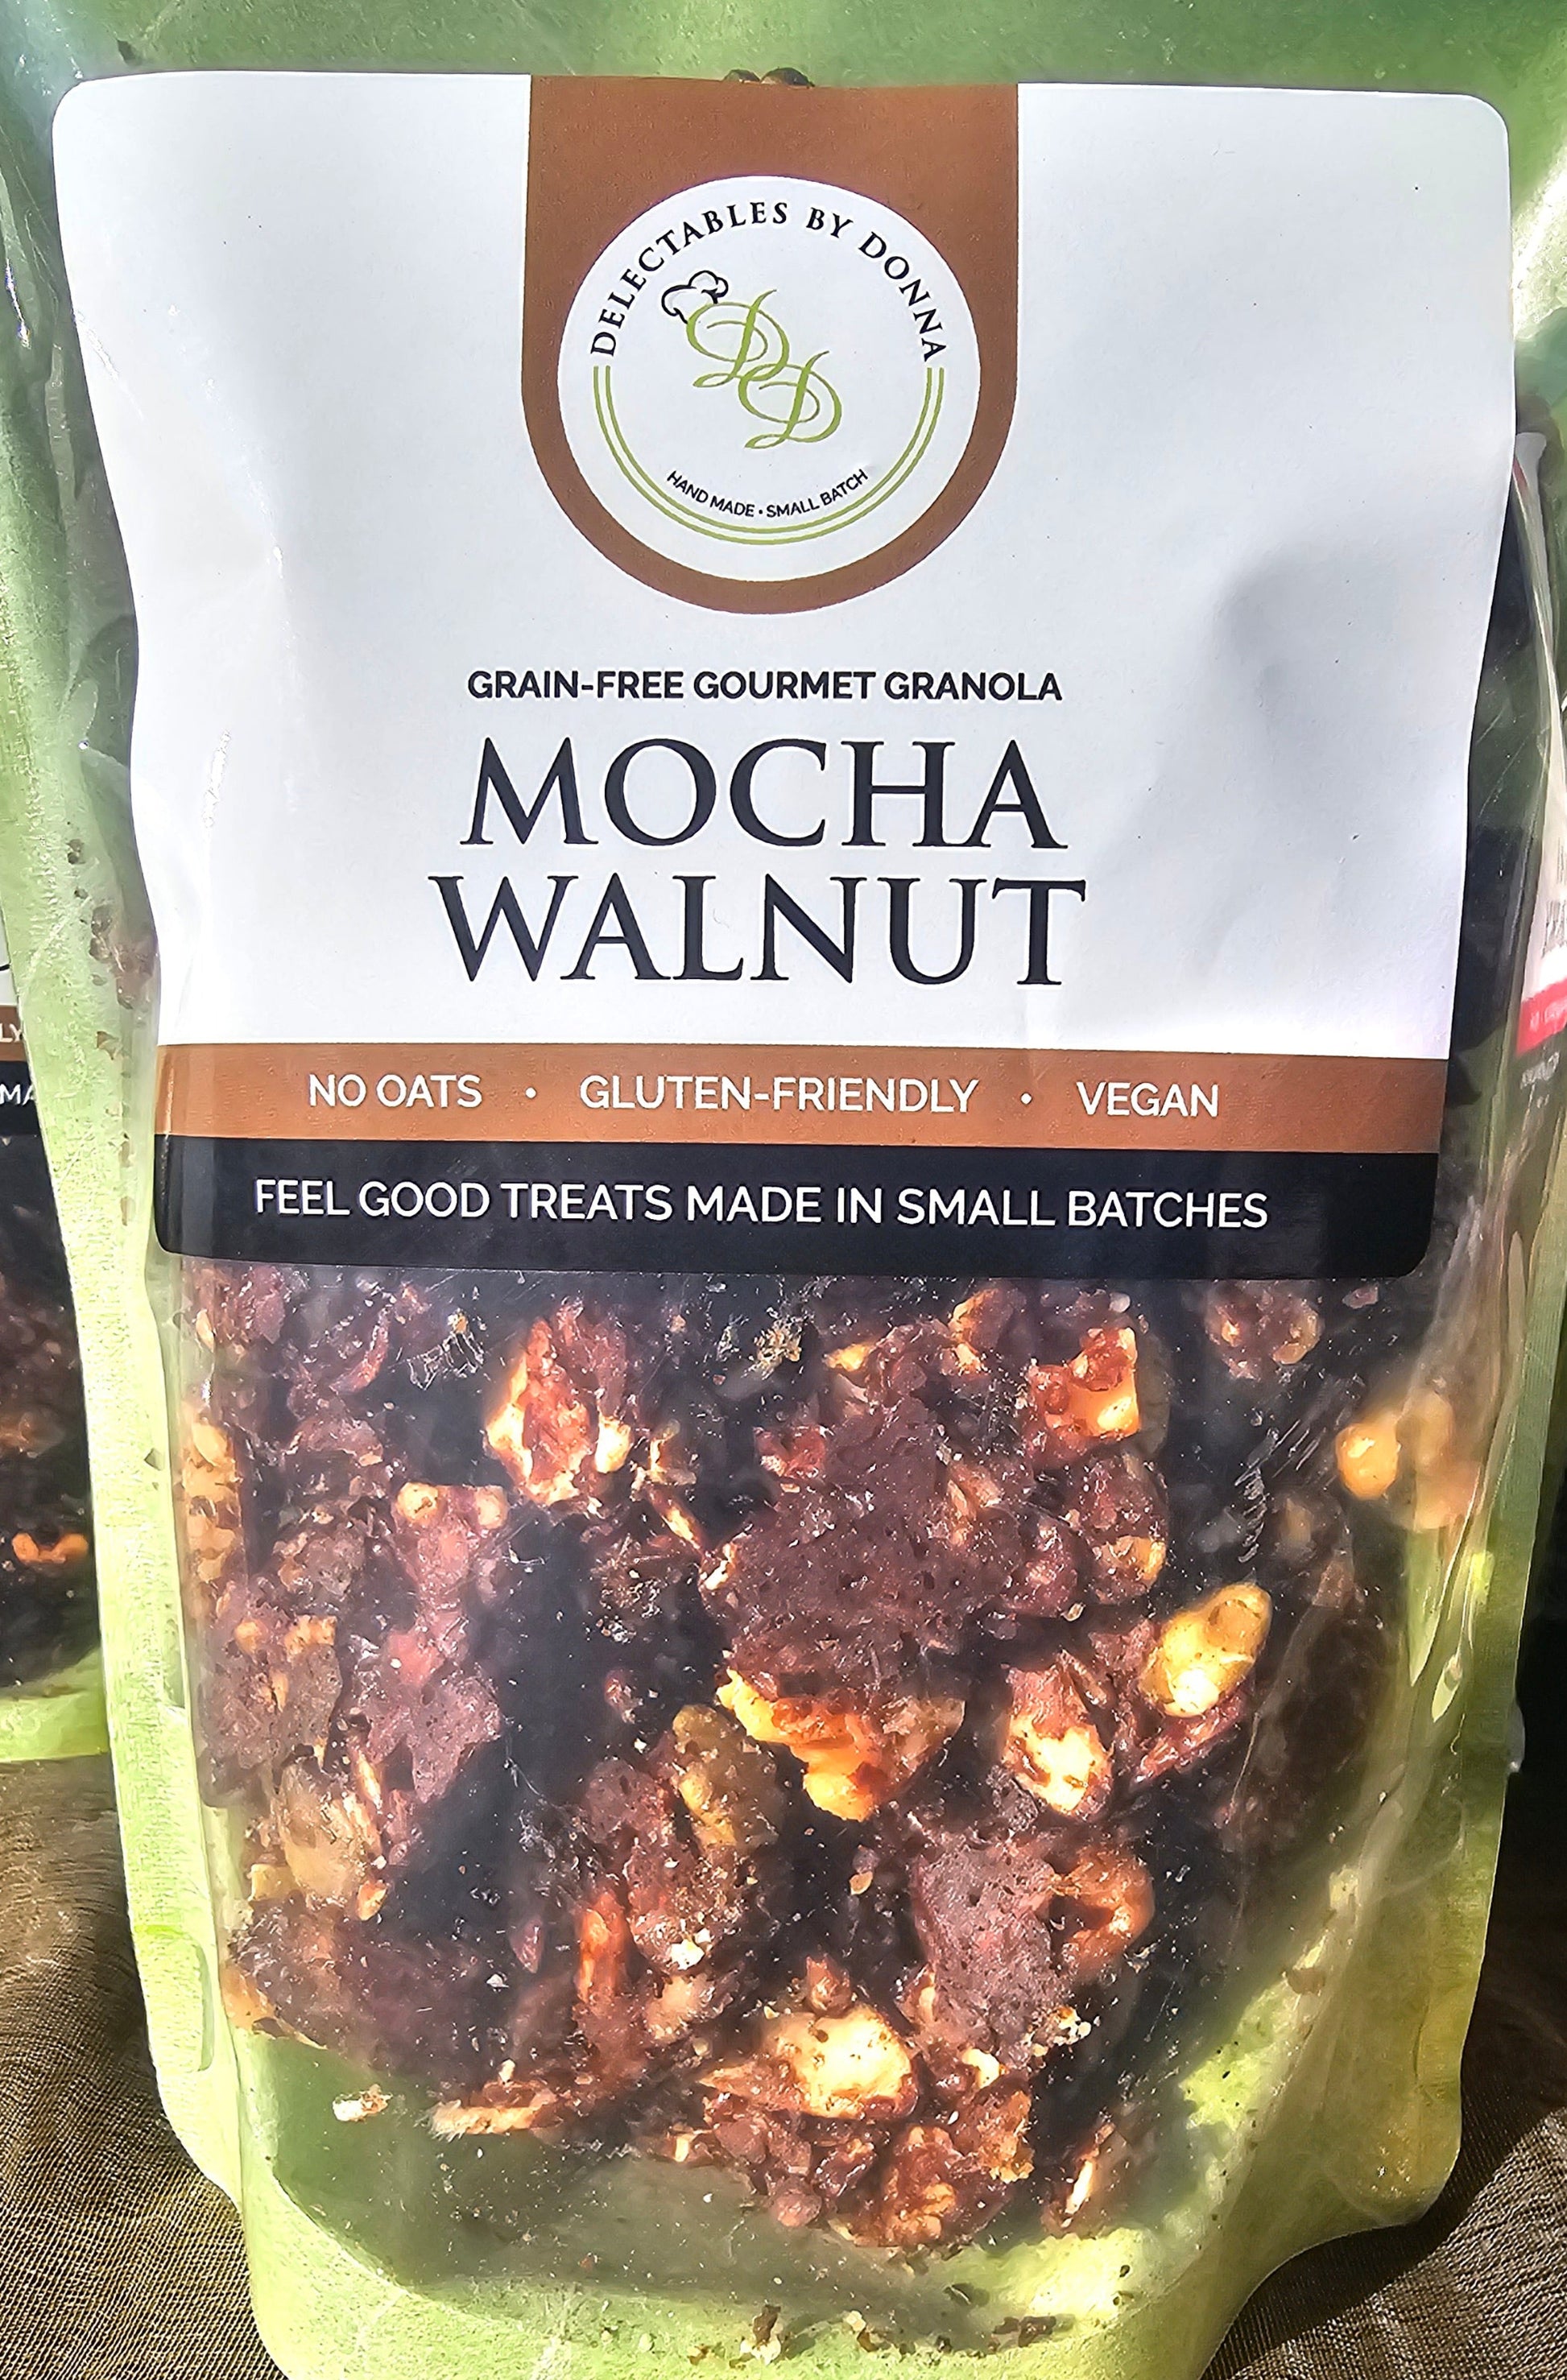 DELECTABLES BY DONNA
DD
HAND MADE • SMALL BATCH
GRAIN-FREE GOURMET GRANOLA
MOCHA
WALNUT
NO OATS • GLUTEN-FRIENDLY • VEGAN
FEEL GOOD TREATS MADE IN SMALL BATCHES